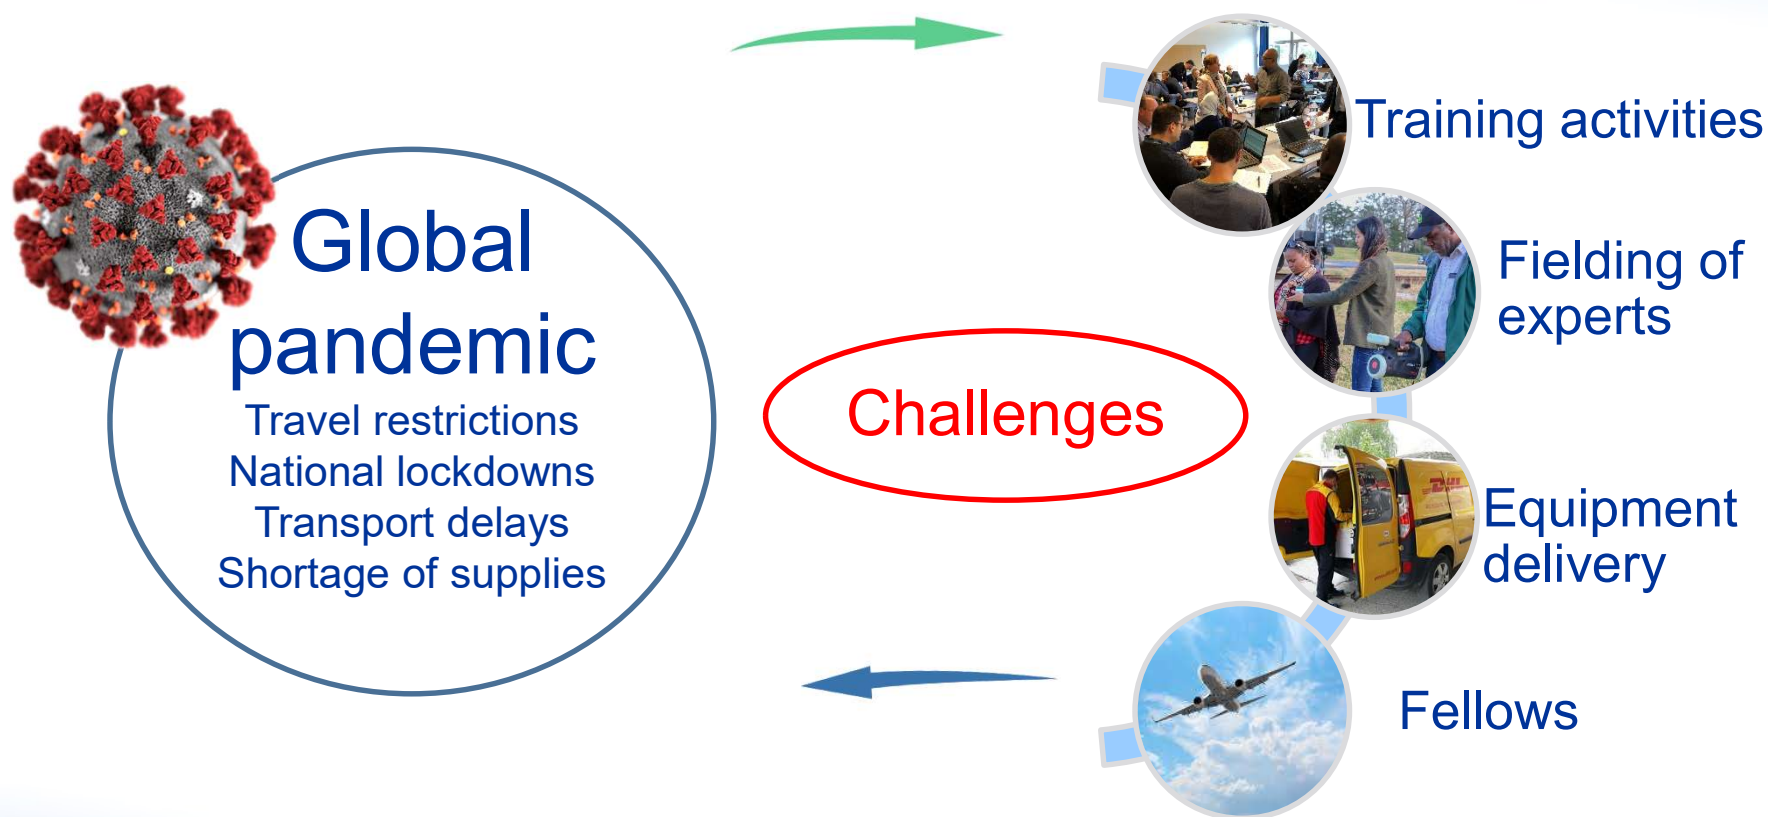 Global
pandemic
Travel restrictions
National lockdowns
Transport delays
Shortage of supplies
Challenges
Training activities
Fielding of
experts
DHL
Equipment
delivery
Fellows